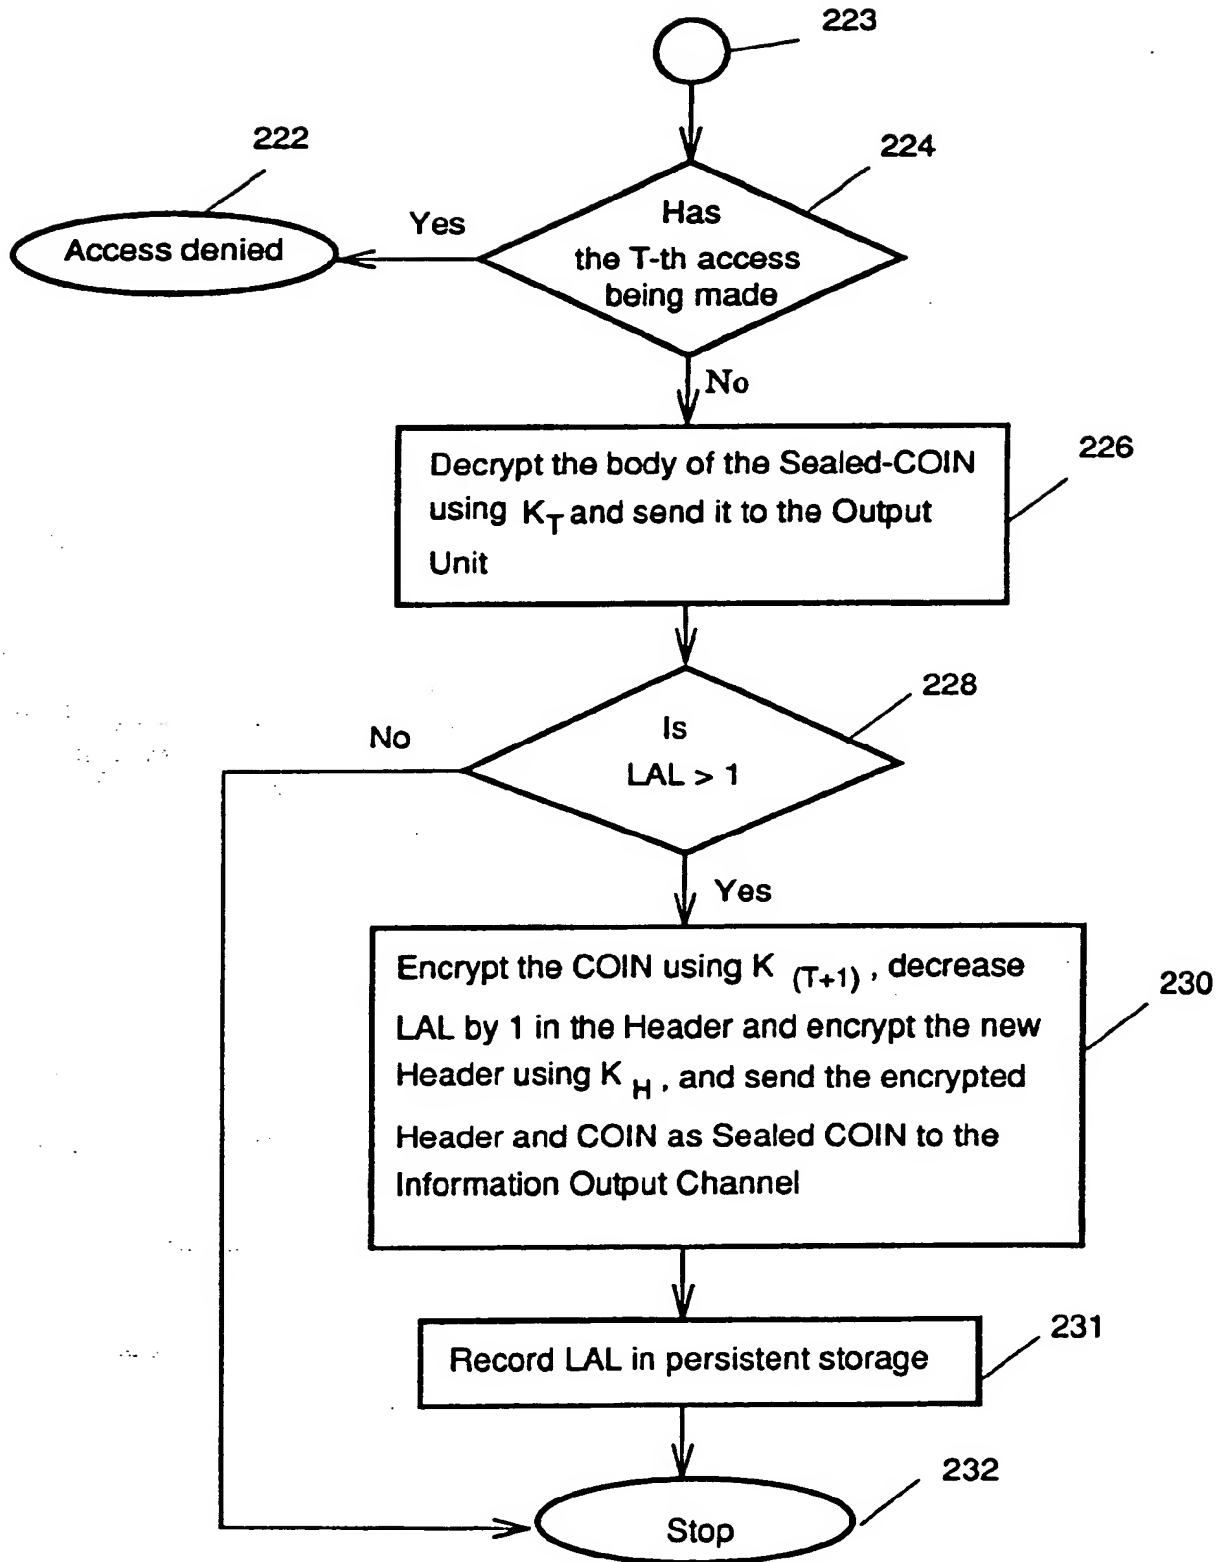 223
222
224
Yes
Access denied
Has
the T-th access
being made
No
226
Decrypt the body of the Sealed-COIN
using K_T and send it to the Output
Unit
228
No
Is
LAL > 1
Yes
230
Encrypt the COIN using K (T+1), decrease
LAL by 1 in the Header and encrypt the new
Header using K_H, and send the encrypted
Header and COIN as Sealed COIN to the
Information Output Channel
231
Record LAL in persistent storage
232
Stop